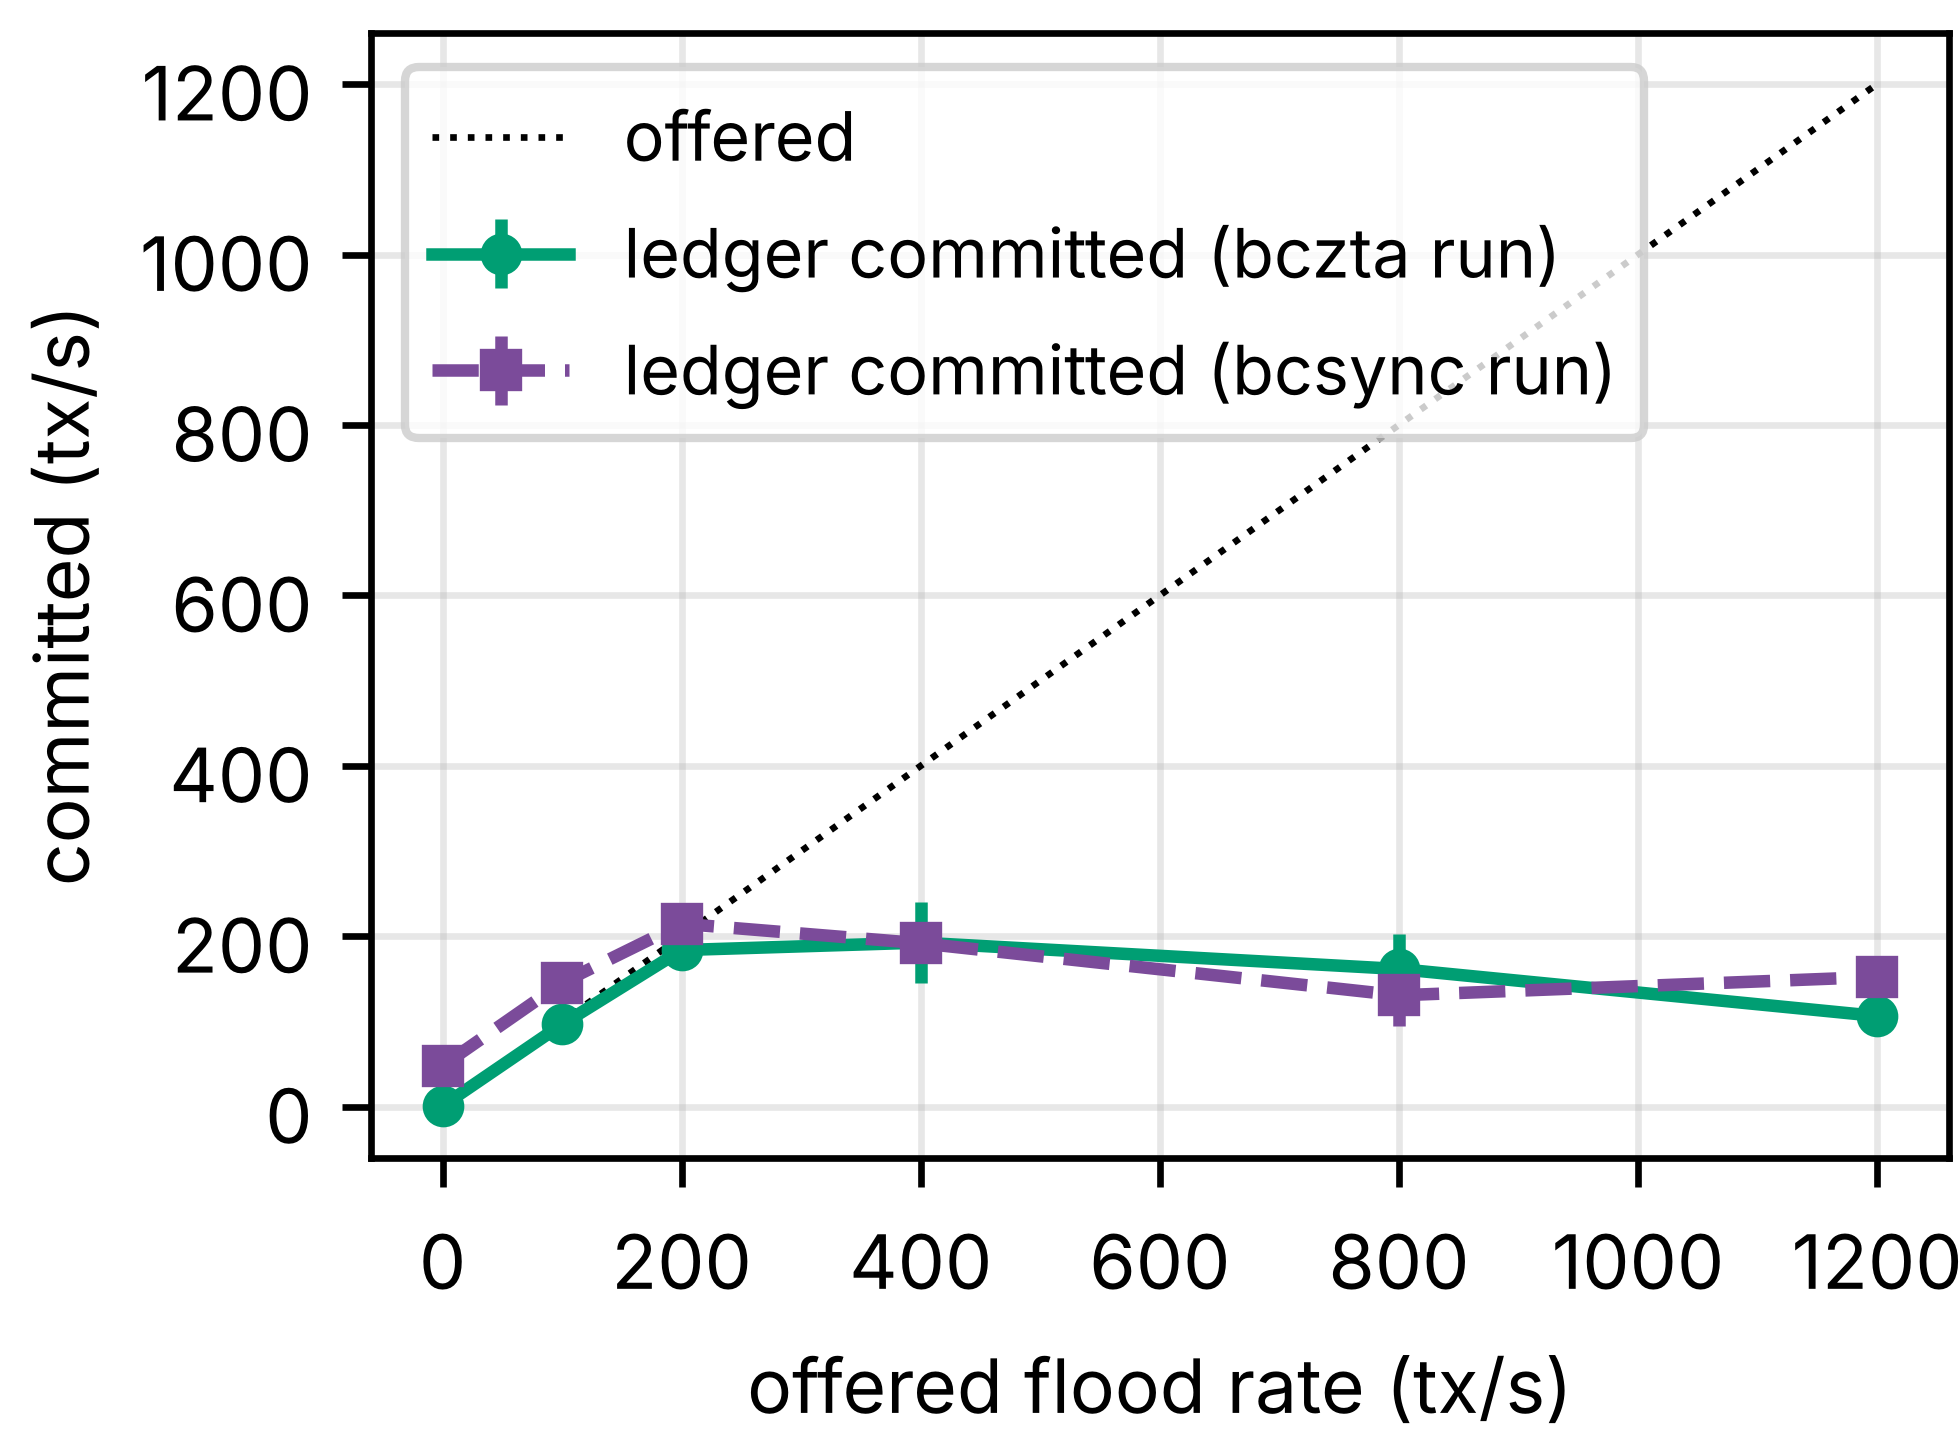 1200
1000
800
600
400
200
0
committed (tx/s)
offered
ledger committed (bczta run)
ledger committed (bcsync run)
0 200 400 600 800 1000 1200
offered flood rate (tx/s)